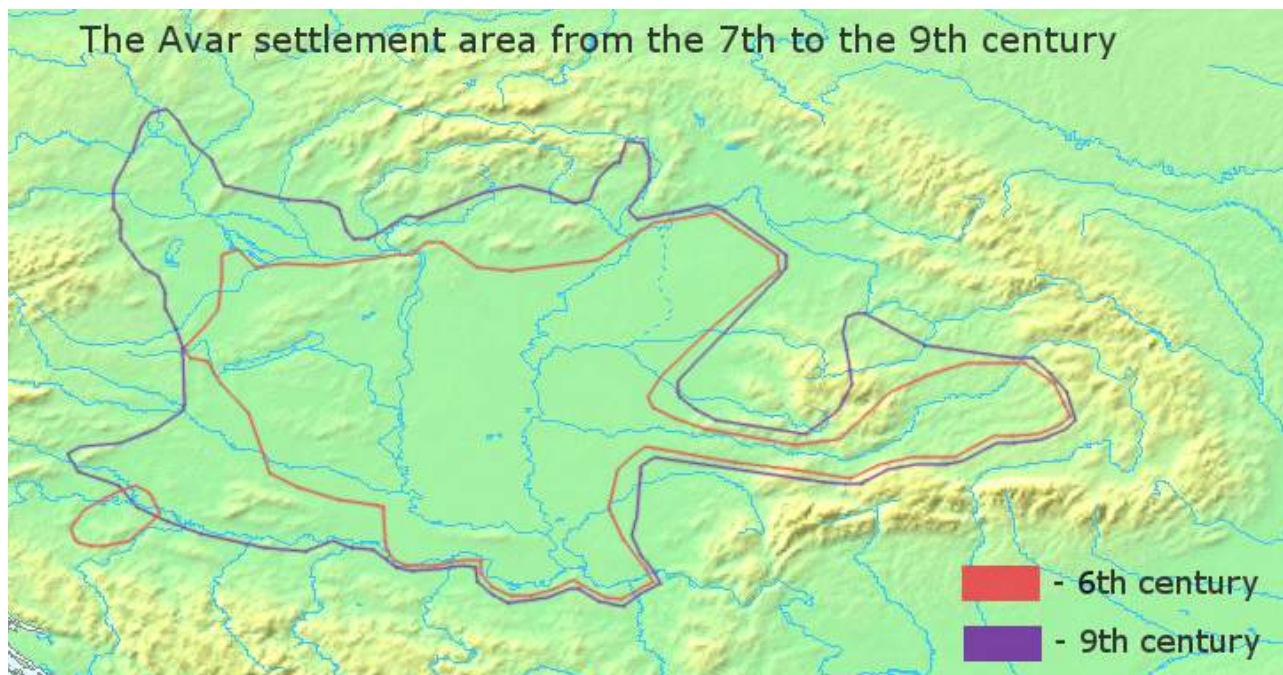 The Avar settlement area from the 7th to the 9th century
- 6th century
- 9th century